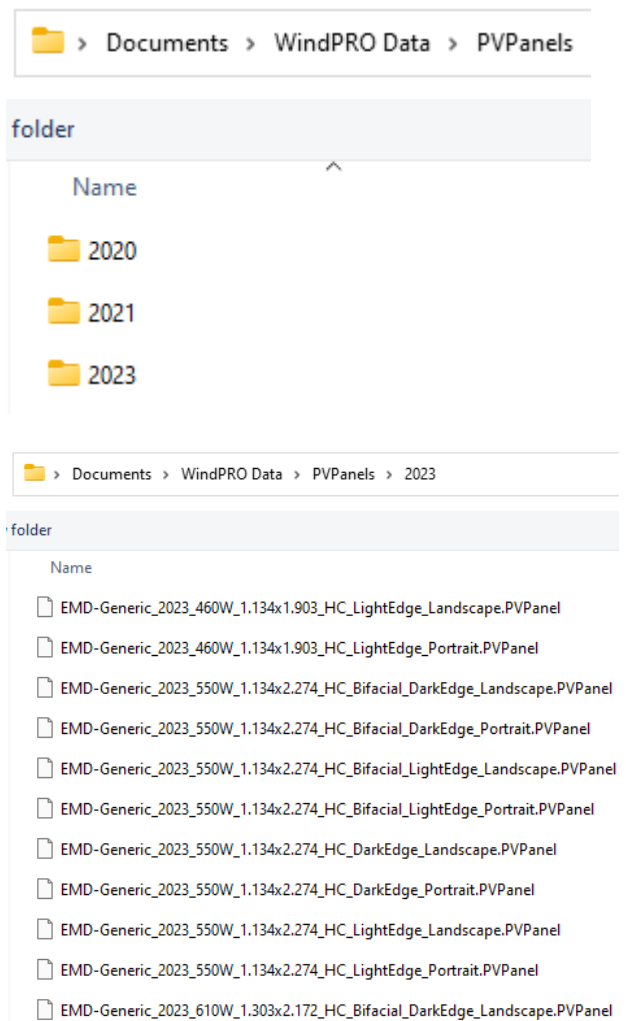 Documents > WindPRO Data > PVPanels
folder
Name
2020
2021
2023
Documents > WindPRO Data > PVPanels > 2023
folder
Name
EMD-Generic_2023_460W_1.134x1.903_HC_LightEdge_Landscape.PVPanel
EMD-Generic_2023_460W_1.134x1.903_HC_LightEdge_Portrait.PVPanel
EMD-Generic_2023_550W_1.134x2.274_HC_Bifacial_DarkEdge_Landscape.PVPanel
EMD-Generic_2023_550W_1.134x2.274_HC_Bifacial_DarkEdge_Portrait.PVPanel
EMD-Generic_2023_550W_1.134x2.274_HC_Bifacial_LightEdge_Landscape.PVPanel
EMD-Generic_2023_550W_1.134x2.274_HC_Bifacial_LightEdge_Portrait.PVPanel
EMD-Generic_2023_550W_1.134x2.274_HC_DarkEdge_Landscape.PVPanel
EMD-Generic_2023_550W_1.134x2.274_HC_DarkEdge_Portrait.PVPanel
EMD-Generic_2023_550W_1.134x2.274_HC_LightEdge_Landscape.PVPanel
EMD-Generic_2023_550W_1.134x2.274_HC_LightEdge_Portrait.PVPanel
EMD-Generic_2023_610W_1.303x2.172_HC_Bifacial_DarkEdge_Landscape.PVPanel